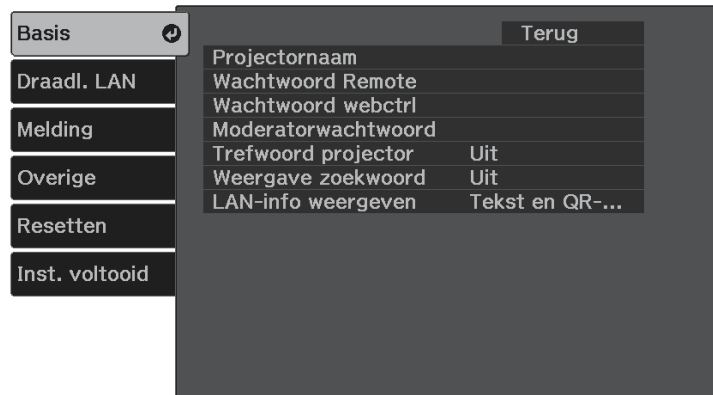 Basis
Draadl. LAN
Melding
Overige
Resetten
Inst. voltooid
Terug
Projectornaam
Wachtwoord Remote
Wachtwoord webctrl
Moderatorwachtwoord
Trefwoord projector Uit
Weergave zoekwoord Uit
LAN-info weergeven Tekst en QR-...